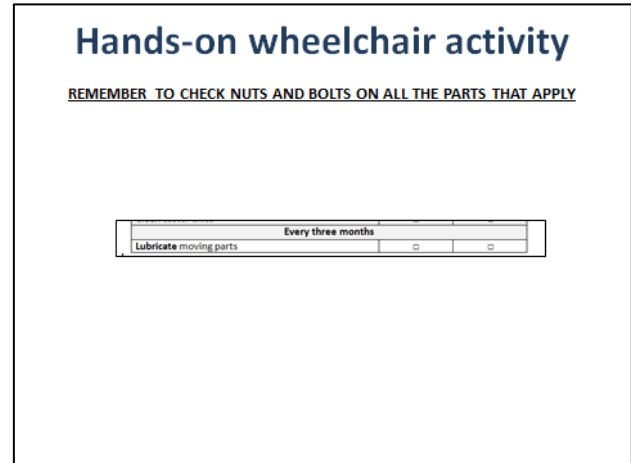 Hands-on wheelchair activity
REMEMBER TO CHECK NUTS AND BOLTS ON ALL THE PARTS THAT APPLY
Every three months
Lubricate moving parts □ □
.